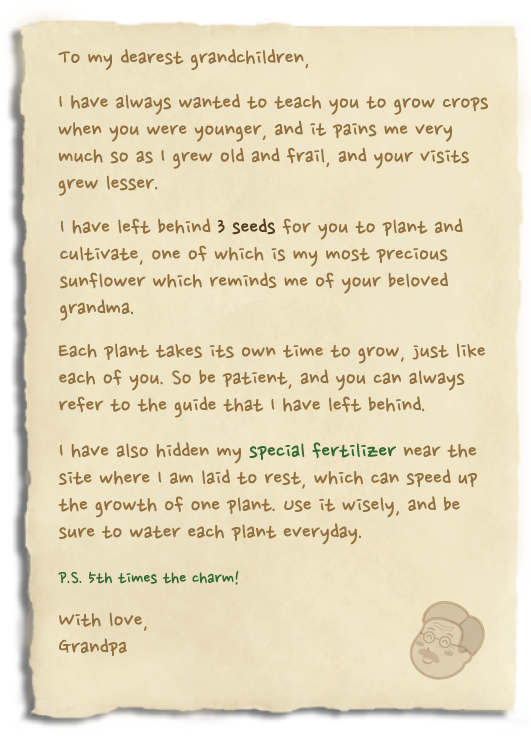 To my dearest grandchildren,
I have always wanted to teach you to grow crops
when you were younger, and it pains me very
much so as I grew old and frail, and your visits
grew lesser.
I have left behind 3 seeds for you to plant and
cultivate, one of which is my most precious
sunflower which reminds me of your beloved
grandma.
Each plant takes its own time to grow, just like
each of you. So be patient, and you can always
refer to the guide that I have left behind.
I have also hidden my special fertilizer near the
site where I am laid to rest, which can speed up
the growth of one plant. Use it wisely, and be
sure to water each plant everyday.
P.S. 5th times the charm!
With love,
Grandpa